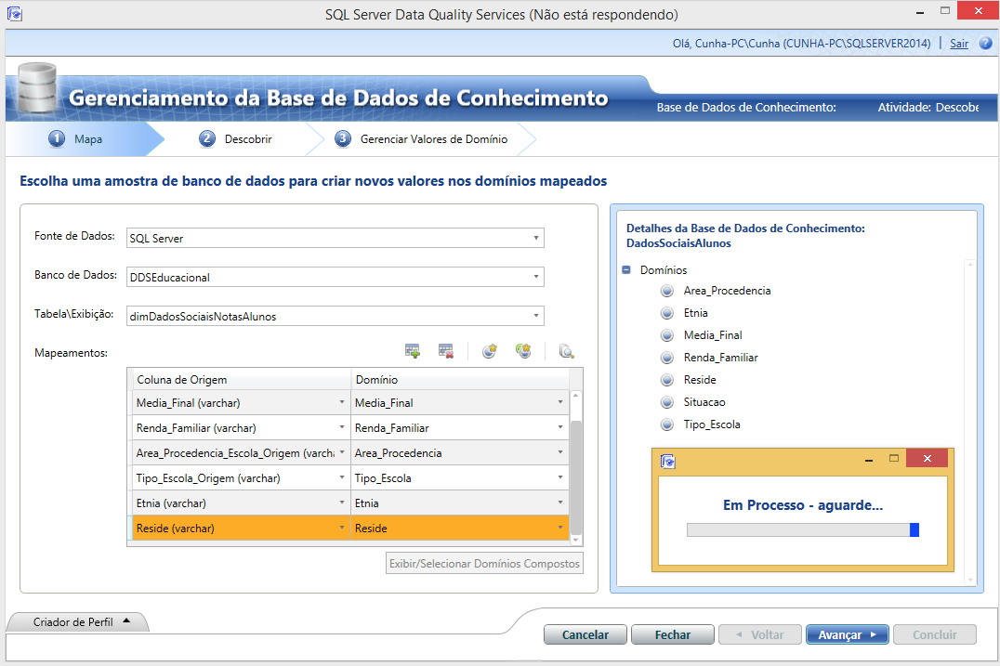 SQL Server Data Quality Services (Não está respondendo)
Olá, Cunha-PC\Cunha (CUNHA-PC\SQLSERVER2014) | Sair ?
Gerenciamento da Base de Dados de Conhecimento
Base de Dados de Conhecimento: Atividade: Descobe
1 Mapa 2 Descobrir 3 Gerenciar Valores de Domínio
Escolha uma amostra de banco de dados para criar novos valores nos domínios mapeados
Fonte de Dados: SQL Server
Banco de Dados: DDSEducacional
Tabela\Exibição: dimDadosSociaisNotasAlunos
Mapeamentos:
Coluna de Origem Domínio
Media_Final (varchar) Media_Final
Renda_Familiar (varchar) Renda_Familiar
Area_Procedencia_Escola_Origem (varcha Area_Procedencia
Tipo_Escola_Origem (varchar) Tipo_Escola
Etnia (varchar) Etnia
Reside (varchar) Reside
Exibir/Selecionar Domínios Compostos
Detalhes da Base de Dados de Conhecimento:
DadosSociaisAlunos
Domínios
Area_Procedencia
Etnia
Media_Final
Renda_Familiar
Reside
Situacao
Tipo_Escola
Em Processo - aguarde...
Criador de Perfil
Cancelar Fechar Voltar Avançar Concluir